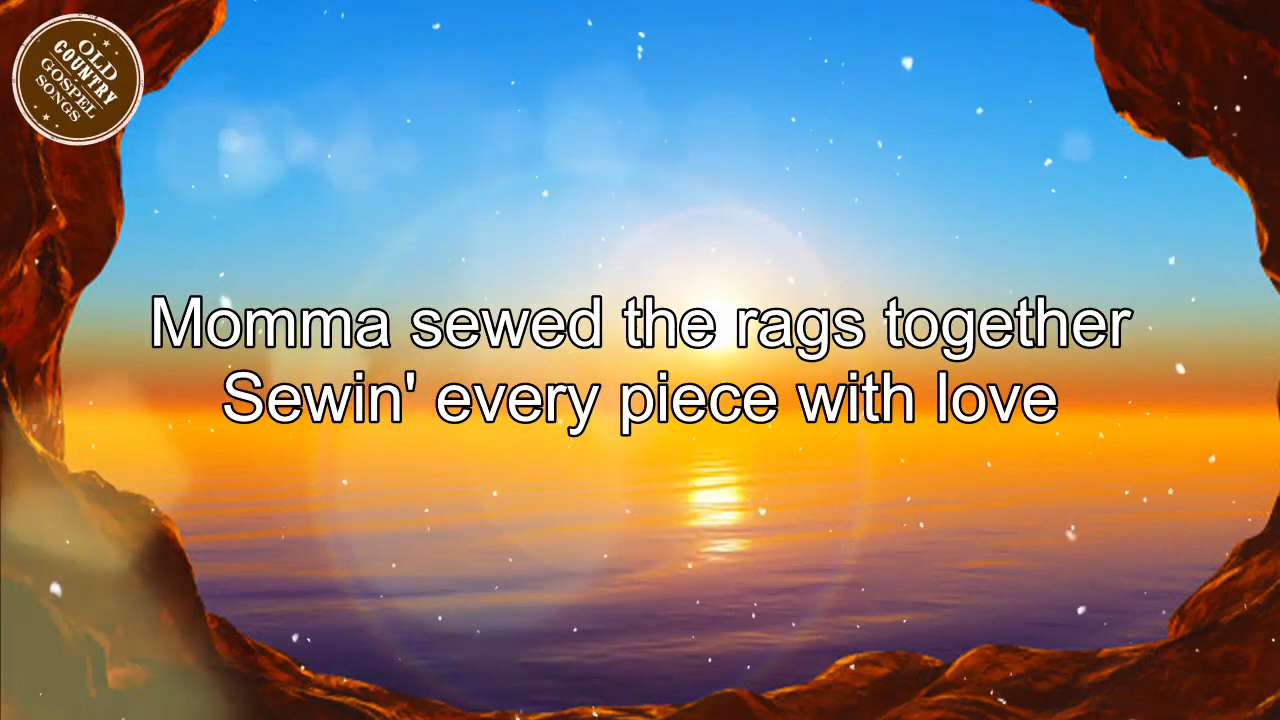 OLD
COUNTRY
GOSPEL
SONGS
Momma sewed the rags together
Sewin' every piece with love